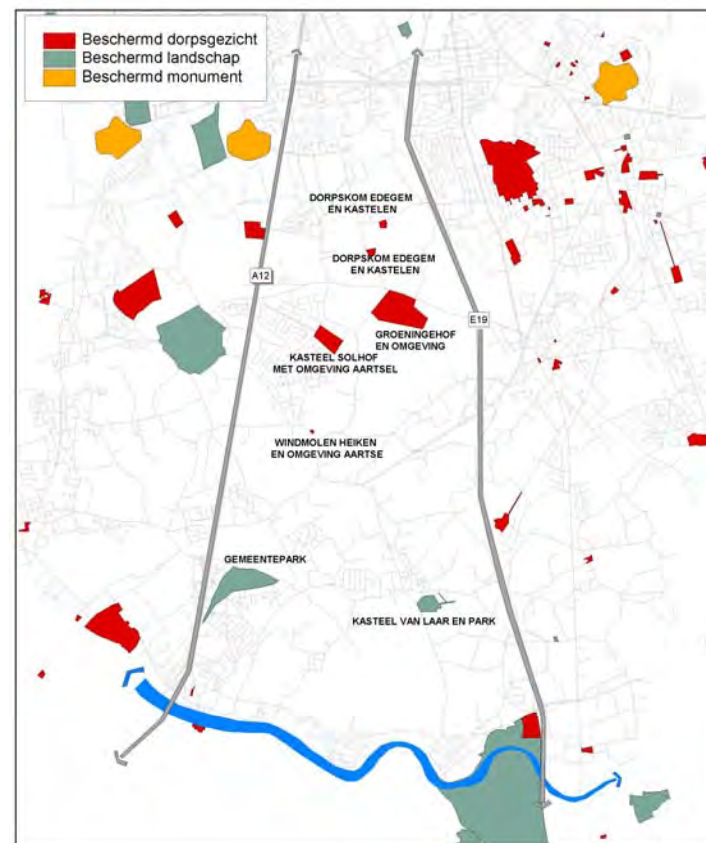 Beschermd dorpsgezicht
Beschermd landschap
Beschermd monument
DORPSKOM EDEGEM
EN KASTELEN
DORPSKOM EDEGEM
EN KASTELEN
A12
E19
GROENINGEHOF
EN OMGEVING
KASTEEL SOLHOF
MET OMGEVING AARTSEL
WINDMOLEN HEIKEN
EN OMGEVING AARTSE
GEMEENTEPARK
KASTEEL VAN LAAR EN PARK